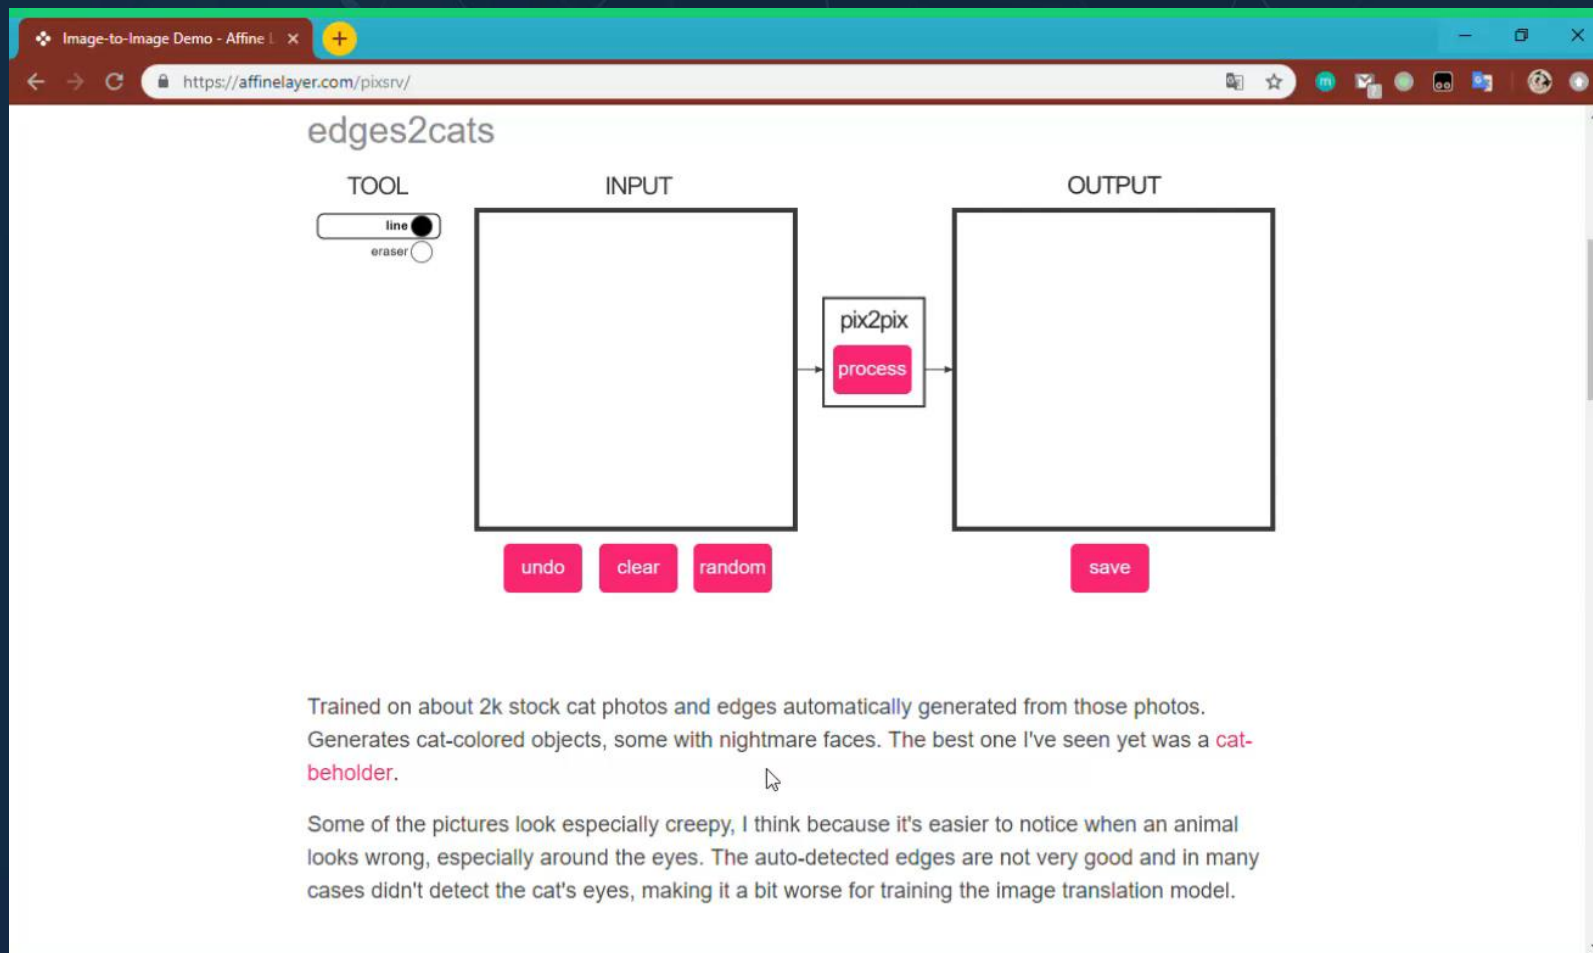 Image-to-Image Demo - Affine L
https://affinelayer.com/pixsrv/
edges2cats
TOOL
INPUT
OUTPUT
line
eraser
pix2pix
process
undo
clear
random
save
Trained on about 2k stock cat photos and edges automatically generated from those photos.
Generates cat-colored objects, some with nightmare faces. The best one I've seen yet was a cat-
beholder.
Some of the pictures look especially creepy, I think because it's easier to notice when an animal
looks wrong, especially around the eyes. The auto-detected edges are not very good and in many
cases didn't detect the cat's eyes, making it a bit worse for training the image translation model.